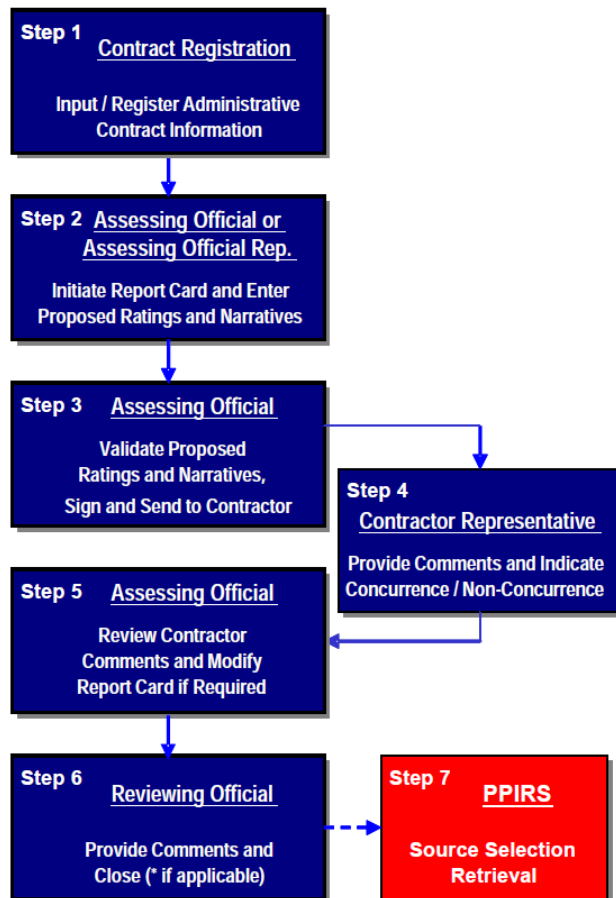 Step 1
Contract Registration
Input / Register Administrative
Contract Information
Step 2
Assessing Official or
Assessing Official Rep.
Initiate Report Card and Enter
Proposed Ratings and Narratives
Step 3
Assessing Official
Validate Proposed
Ratings and Narratives,
Sign and Send to Contractor
Step 4
Contractor Representative
Provide Comments and Indicate
Concurrence / Non-Concurrence
Step 5
Assessing Official
Review Contractor
Comments and Modify
Report Card if Required
Step 6
Reviewing Official
Provide Comments and
Close (* if applicable)
Step 7
PPIRS
Source Selection
Retrieval